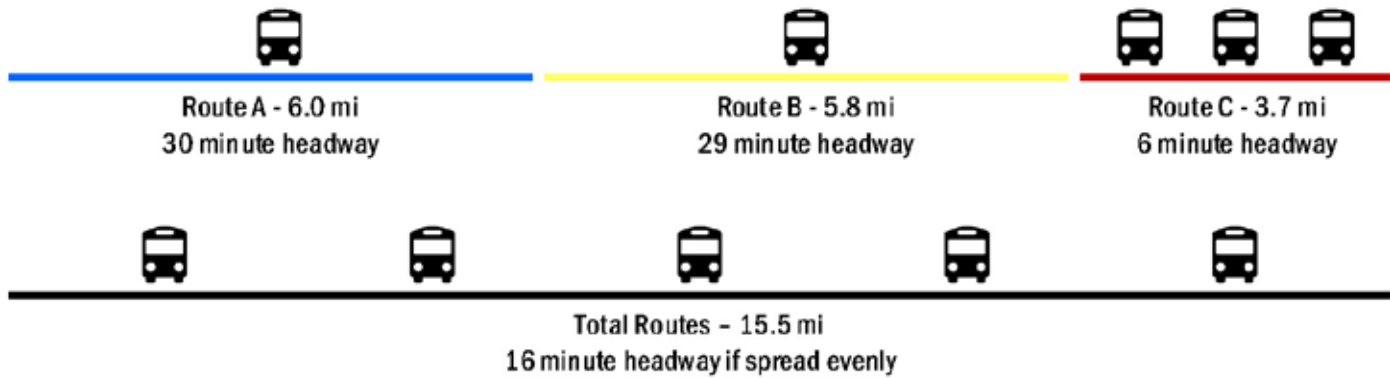 Route A - 6.0 mi
30 minute headway
Route B - 5.8 mi
29 minute headway
Route C - 3.7 mi
6 minute headway
Total Routes – 15.5 mi
16 minute headway if spread evenly